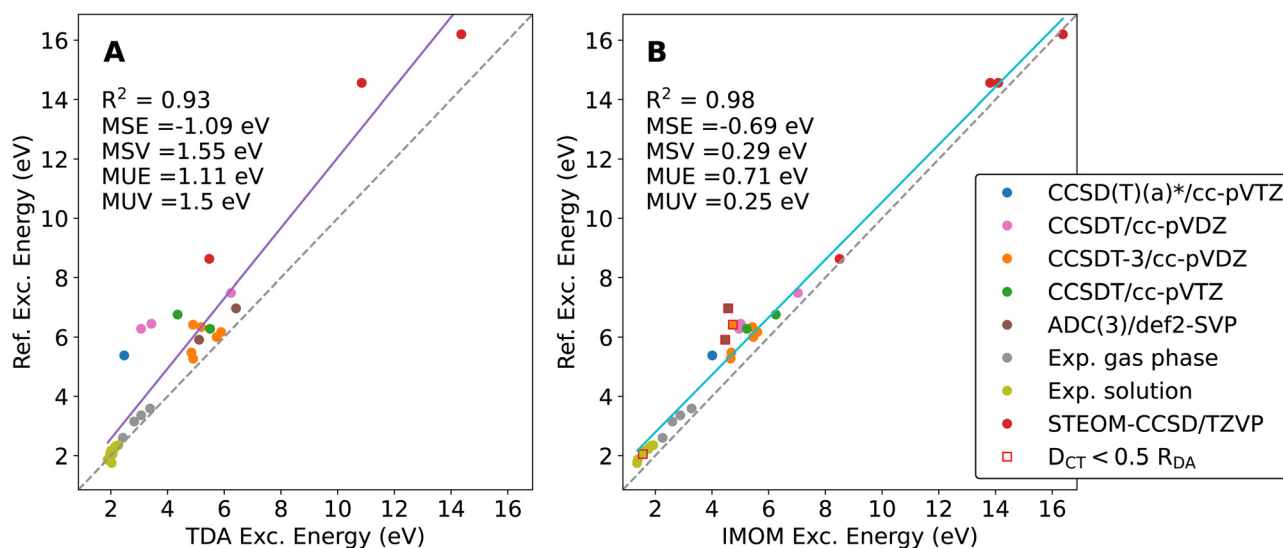 A
R² = 0.93
MSE =-1.09 eV
MSV =1.55 eV
MUE =1.11 eV
MUV =1.5 eV
Ref. Exc. Energy (eV)
16
14
12
10
8
6
4
2
2 4 6 8 10 12 14 16
TDA Exc. Energy (eV)
B
R² = 0.98
MSE =-0.69 eV
MSV =0.29 eV
MUE =0.71 eV
MUV =0.25 eV
Ref. Exc. Energy (eV)
16
14
12
10
8
6
4
2
2 4 6 8 10 12 14 16
IMOM Exc. Energy (eV)
CCSD(T)(a)*/cc-pVTZ
CCSDT/cc-pVDZ
CCSDT-3/cc-pVDZ
CCSDT/cc-pVTZ
ADC(3)/def2-SVP
Exp. gas phase
Exp. solution
STEOM-CCSD/TZVP
D_CT < 0.5 R_DA